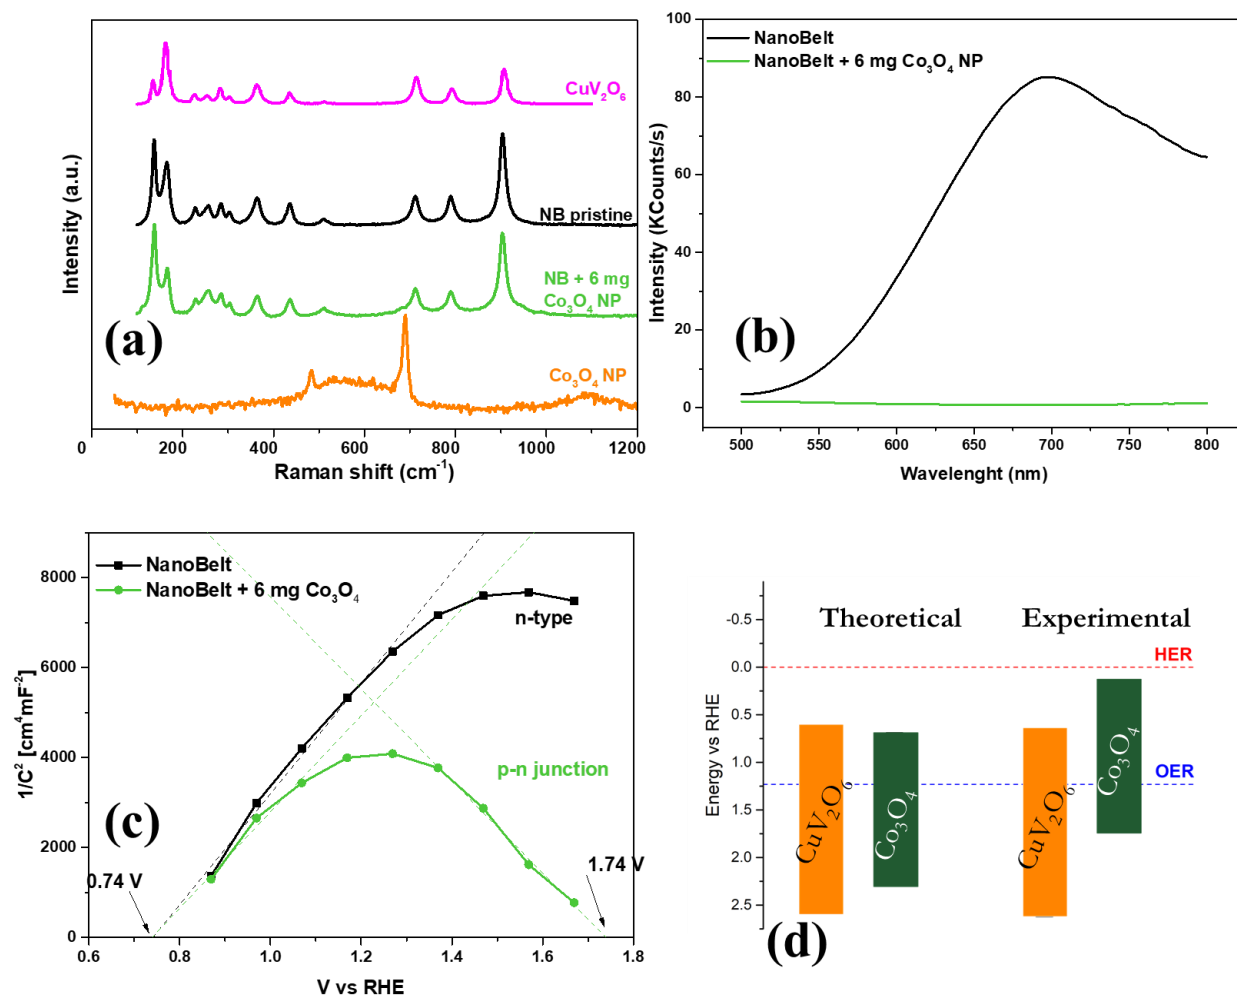 CuV₂O₆
NB pristine
NB + 6 mg
Co₃O₄ NP
Co₃O₄ NP
(a)
Intensity (a.u.)
0 200 400 600 800 1000 1200
Raman shift (cm⁻¹)
NanoBelt
NanoBelt + 6 mg Co₃O₄ NP
(b)
100
80
60
40
20
0
Intensity (KCounts/s)
500 550 600 650 700 750 800
Wavelenght (nm)
NanoBelt
NanoBelt + 6 mg Co₃O₄
n-type
p-n junction
(c)
0.74 V
1.74 V
8000
6000
4000
2000
0
1/C² [cm⁴mF⁻²]
0.6 0.8 1.0 1.2 1.4 1.6 1.8
V vs RHE
Theoretical Experimental
HER
OER
CuV₂O₆
Co₃O₄
CuV₂O₆
Co₃O₄
-0.5
0.0
0.5
1.0
1.5
2.0
2.5
Energy vs RHE
(d)